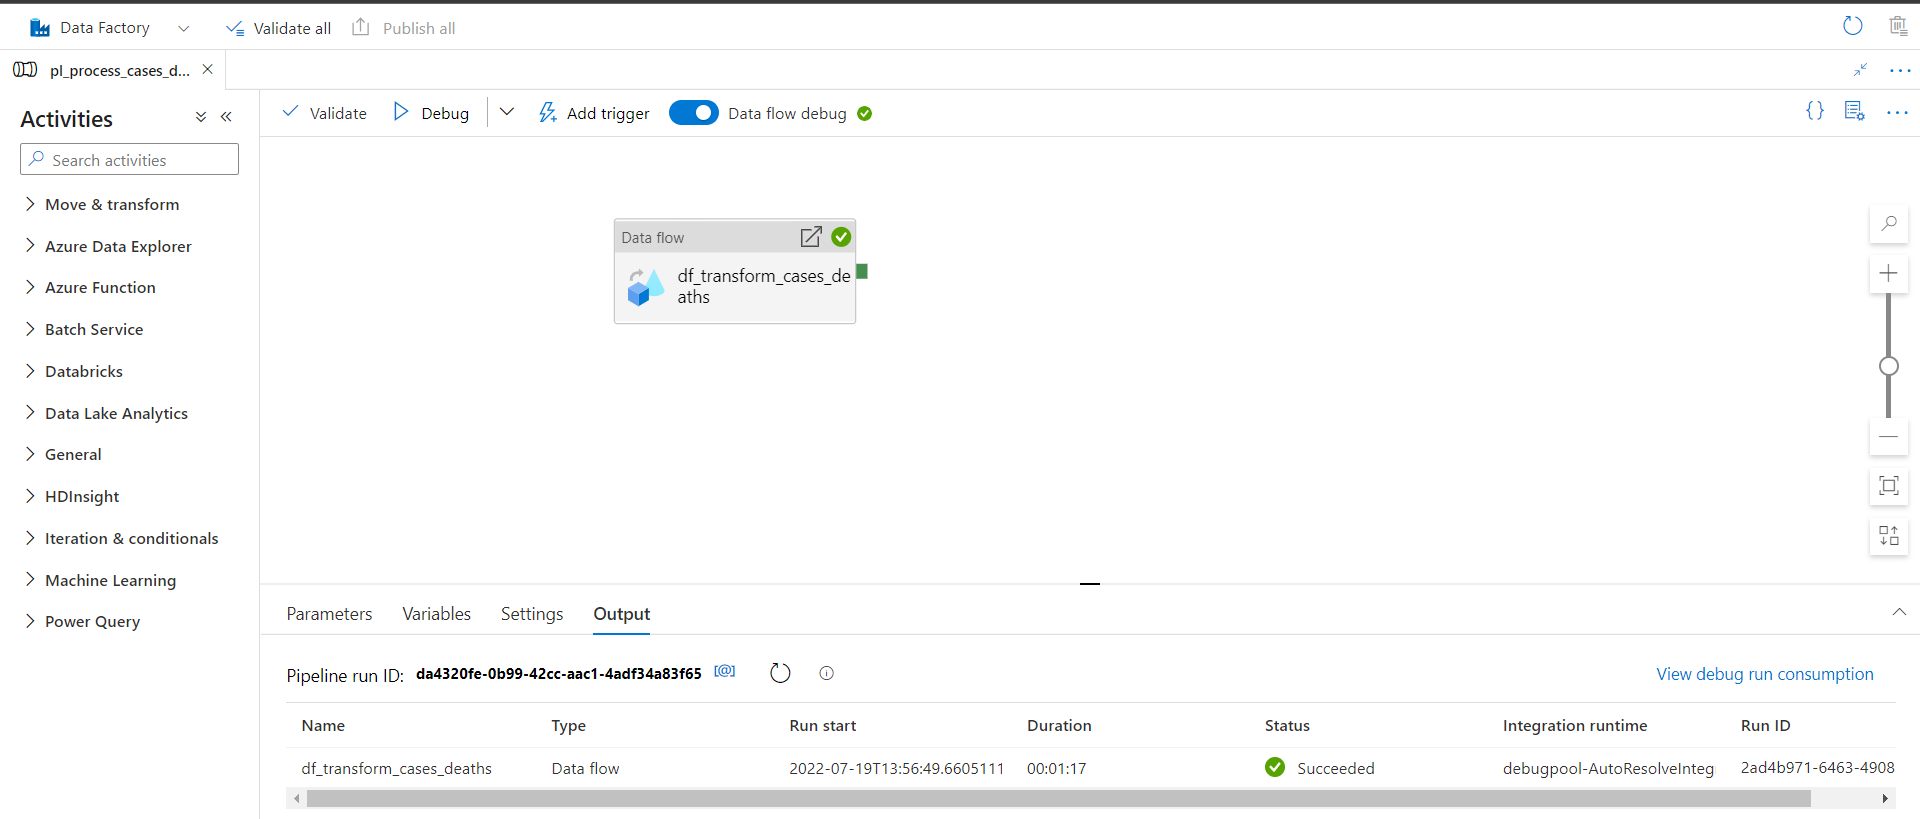 Data Factory
Validate all
Publish all
pl_process_cases_d...
Activities
Search activities
Move & transform
Azure Data Explorer
Azure Function
Batch Service
Databricks
Data Lake Analytics
General
HDInsight
Iteration & conditionals
Machine Learning
Power Query
Validate
Debug
Add trigger
Data flow debug
{}
Data flow
df_transform_cases_de
aths
Parameters Variables Settings Output
Pipeline run ID: da4320fe-0b99-42cc-aac1-4adf34a83f65 [@]
View debug run consumption
Name Type Run start Duration Status Integration runtime Run ID
df_transform_cases_deaths Data flow 2022-07-19T13:56:49.6605111 00:01:17 Succeeded debugpool-AutoResolveInteg 2ad4b971-6463-4908